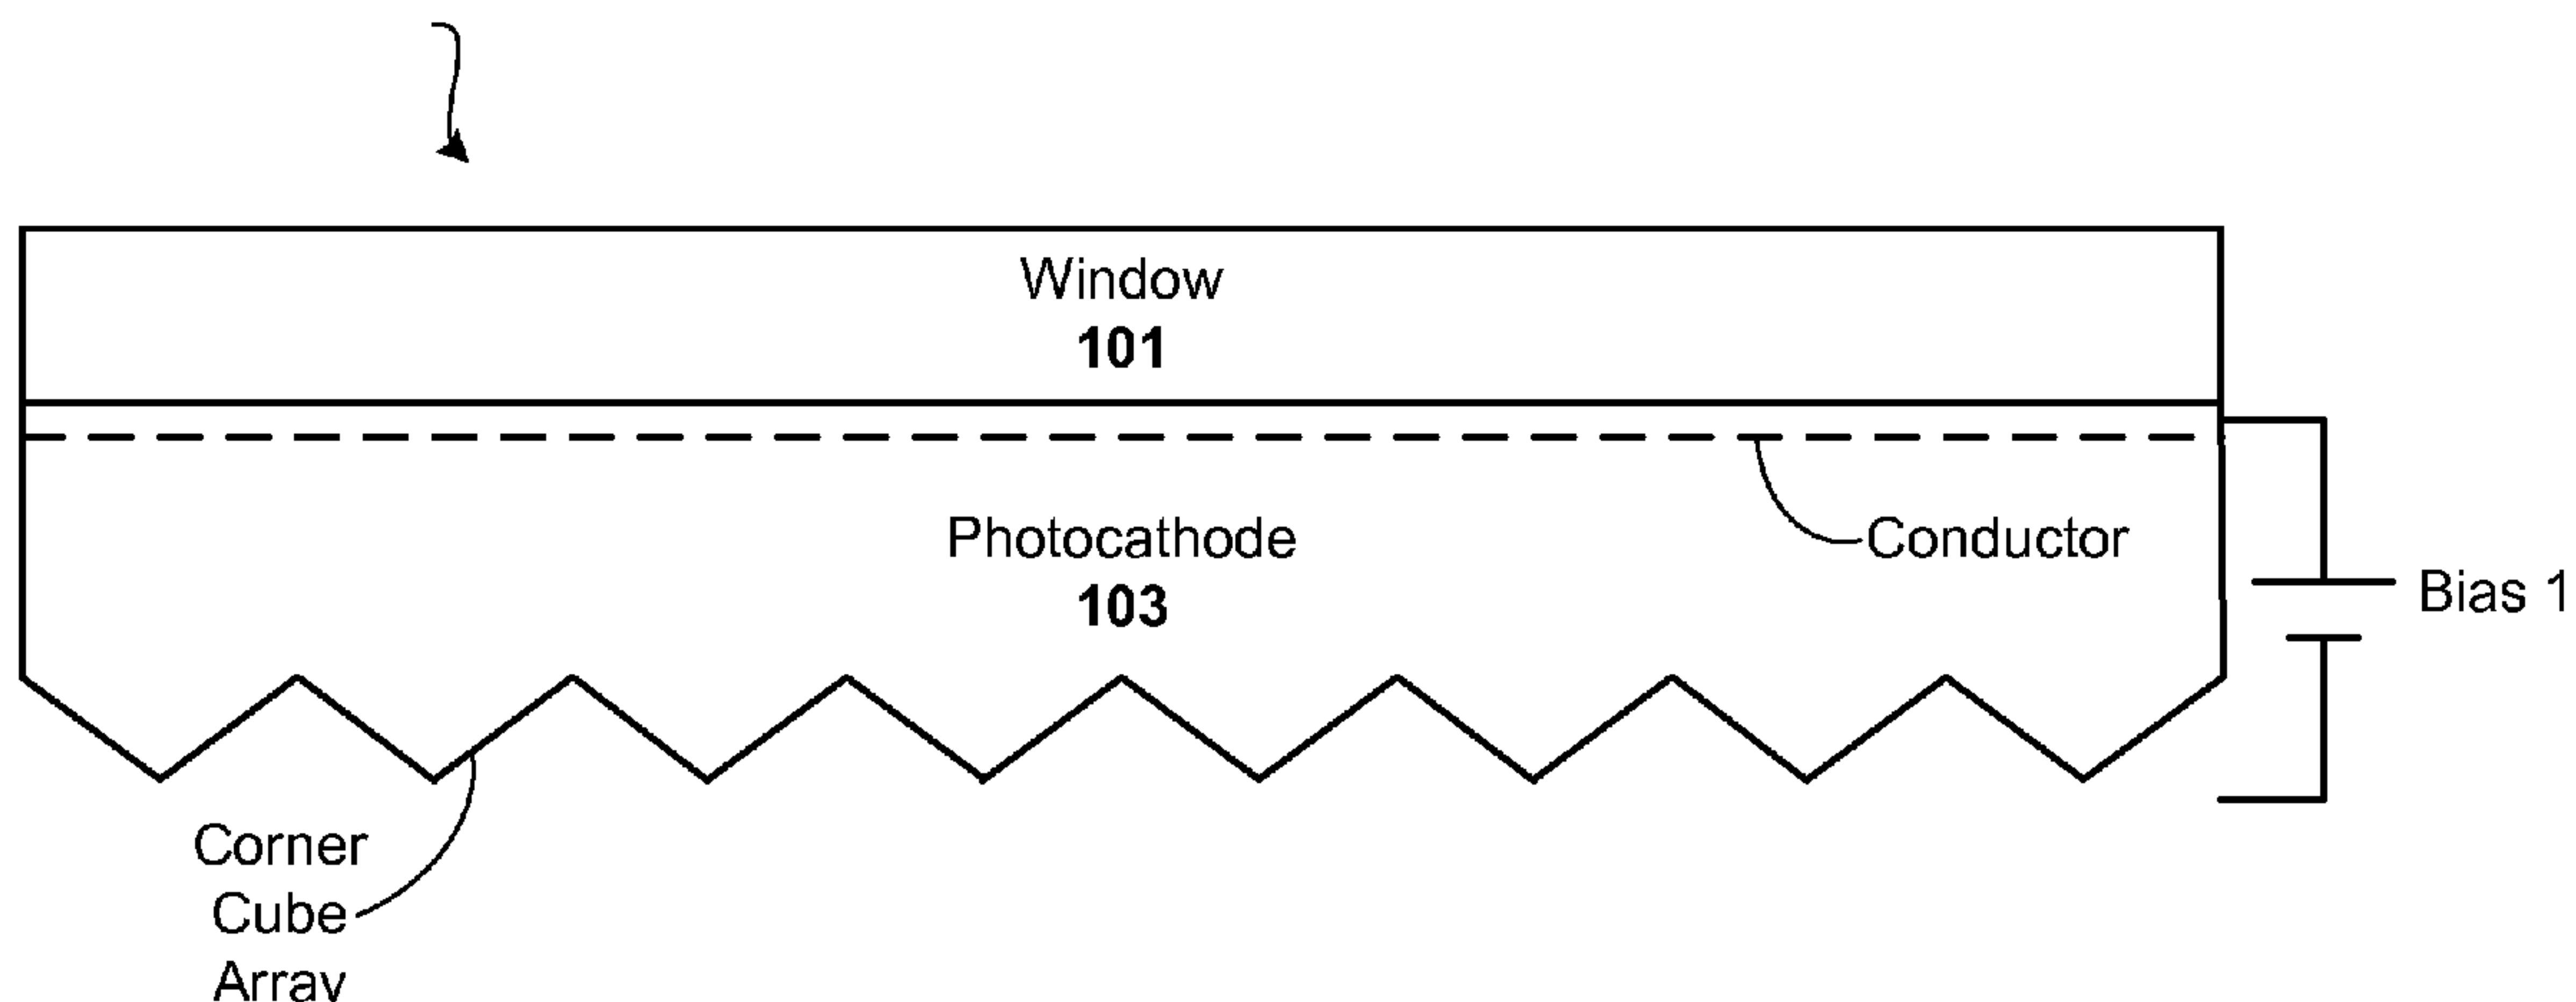 Window
101
Photocathode
103
Conductor
Bias 1
Corner
Cube
Array